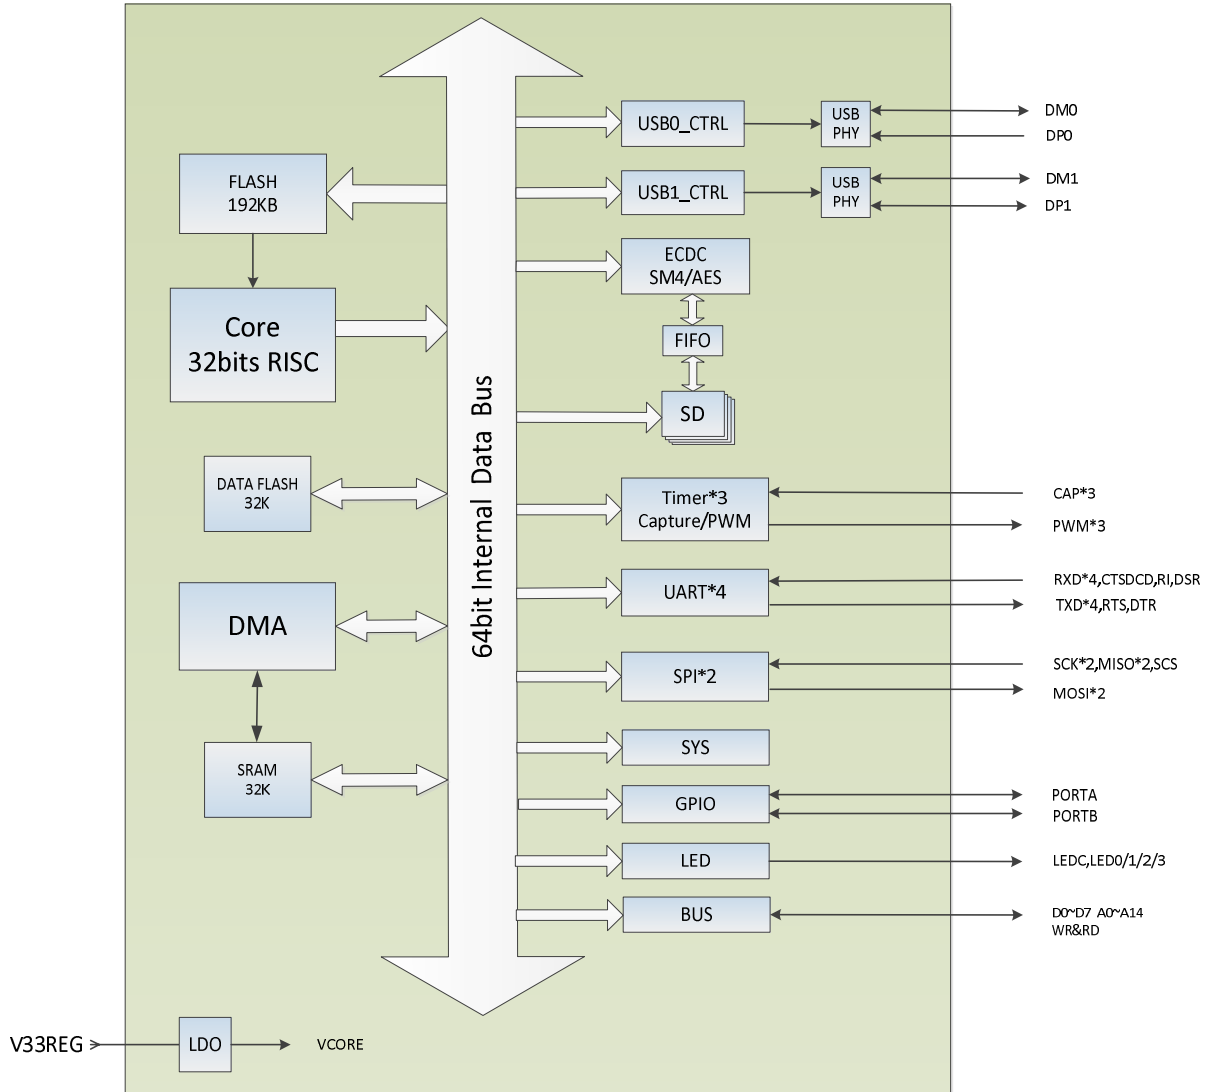 USB0_CTRL
USB
PHY
DM0
DP0
FLASH
192KB
USB1_CTRL
USB
PHY
DM1
DP1
ECDC
SM4/AES
Core
32bits RISC
FIFO
SD
64bit Internal Data Bus
DATA FLASH
32K
Timer*3
Capture/PWM
CAP*3
PWM*3
DMA
UART*4
RXD*4,CTSDCD,RI,DSR
TXD*4,RTS,DTR
SPI*2
SCK*2,MISO*2,SCS
MOSI*2
SYS
SRAM
32K
GPIO
PORTA
PORTB
LED
LEDC,LED0/1/2/3
BUS
D0~D7 A0~A14
WR&RD
V33REG
LDO
VCORE